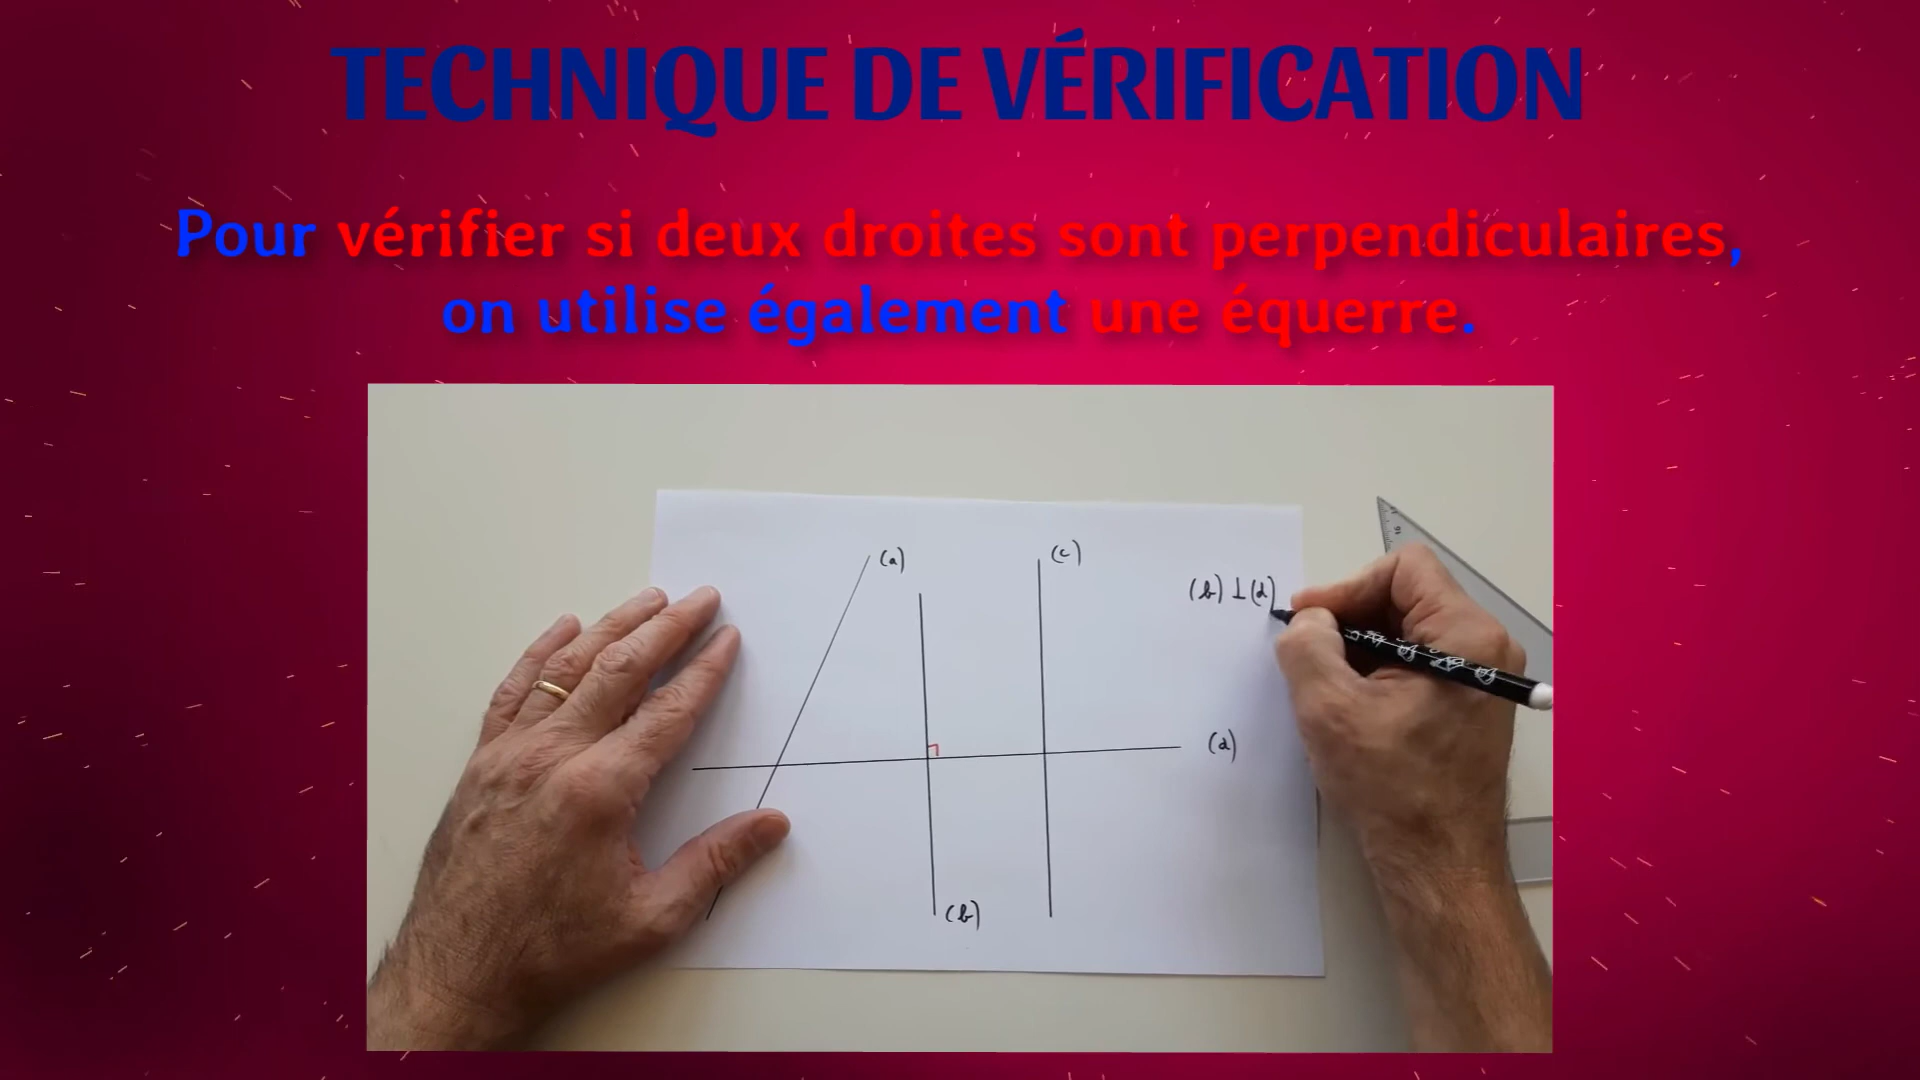 TECHNIQUE DE VÉRIFICATION
Pour vérifier si deux droites sont perpendiculaires,
on utilise également une équerre.
(a)
(c)
(b) ⊥ (d)
(d)
(b)